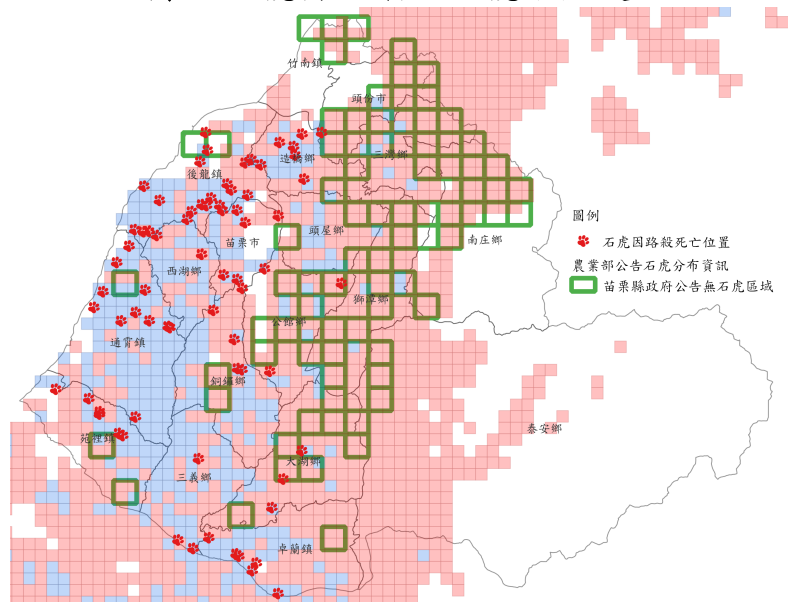 竹南鎮
頭份市
三灣鄉
造橋鄉
後龍鎮
頭屋鄉
苗栗市
南庄鄉
西湖鄉
獅潭鄉
公館鄉
通霄鎮
銅鑼鄉
苑裡鎮
大湖鄉
泰安鄉
三義鄉
卓蘭鎮
圖例
石虎因路殺死亡位置
農業部公告石虎分布資訊
苗栗縣政府公告無石虎區域